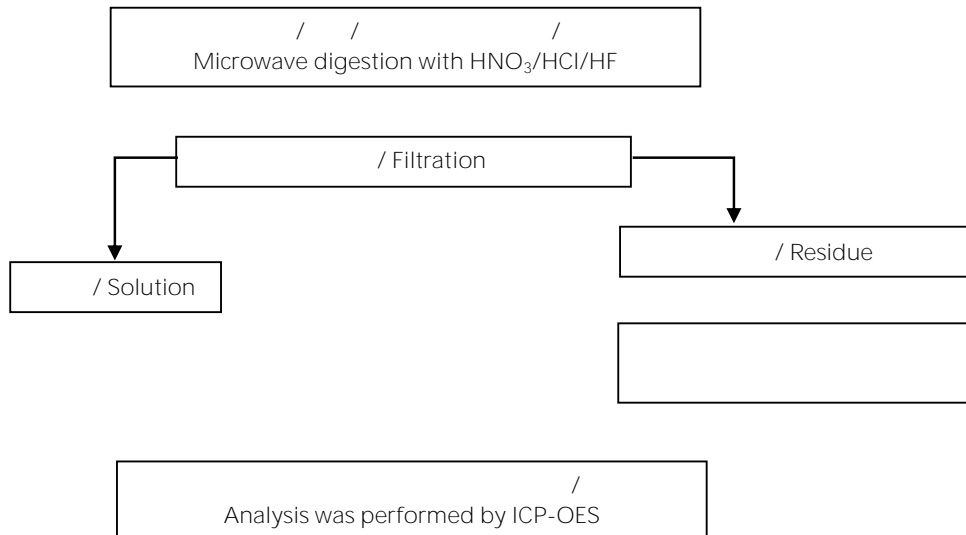 / / /
Microwave digestion with HNO₃/HCl/HF
/ Filtration
/ Residue
/ Solution
/
Analysis was performed by ICP-OES